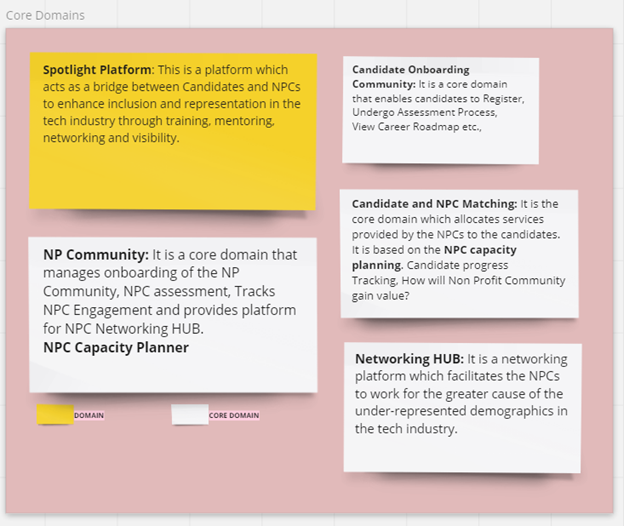 Core Domains
Spotlight Platform: This is a platform which
acts as a bridge between Candidates and NPCs
to enhance inclusion and representation in the
tech industry through training, mentoring,
networking and visibility.
Candidate Onboarding
Community: It is a core domain
that enables candidates to Register,
Undergo Assessment Process,
View Career Roadmap etc.,
NP Community: It is a core domain that
manages onboarding of the NP
Community, NPC assessment, Tracks
NPC Engagement and provides platform
for NPC Networking HUB.
NPC Capacity Planner
Candidate and NPC Matching: It is the
core domain which allocates services
provided by the NPCs to the candidates.
It is based on the NPC capacity
planning. Candidate progress
Tracking, How will Non Profit Community
gain value?
Networking HUB: It is a networking
platform which facilitates the NPCs
to work for the greater cause of the
under-represented demographics in
the tech industry.
DOMAIN
CORE DOMAIN